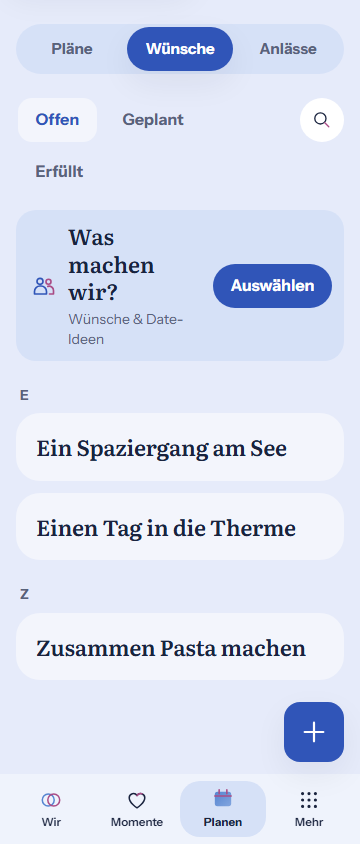 Pläne
Wünsche
Anlässe
Offen
Geplant
Erfüllt
Was
machen
wir?
Wünsche & Date-
Ideen
Auswählen
E
Ein Spaziergang am See
Einen Tag in die Therme
Z
Zusammen Pasta machen
Wir
Momente
Planen
Mehr